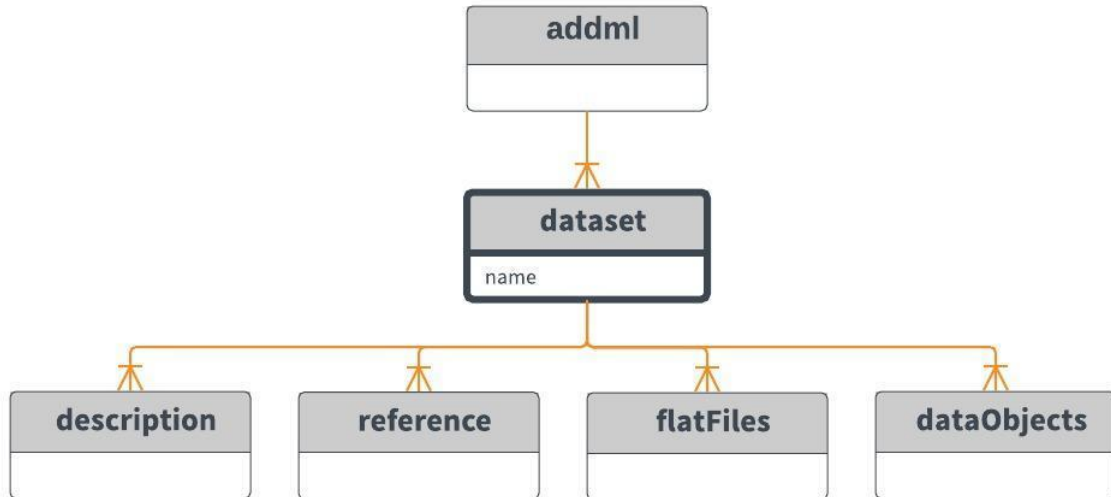 addml
dataset
name
description
reference
flatFiles
dataObjects